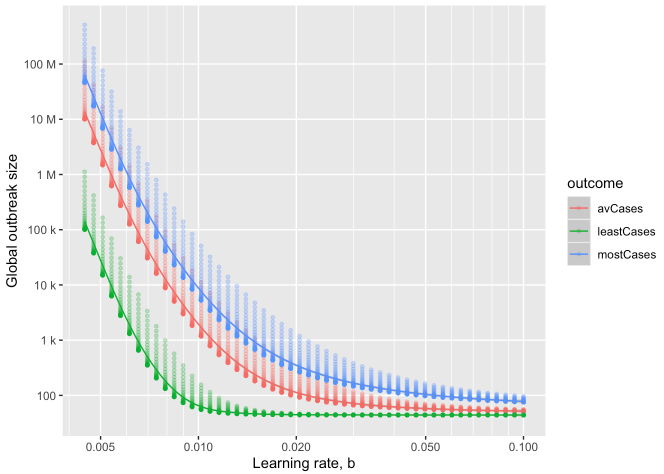 Global outbreak size
100 M
10 M
1 M
100 k
10 k
1 k
100
0.005
0.010
0.020
0.050
0.100
Learning rate, b
outcome
avCases
leastCases
mostCases